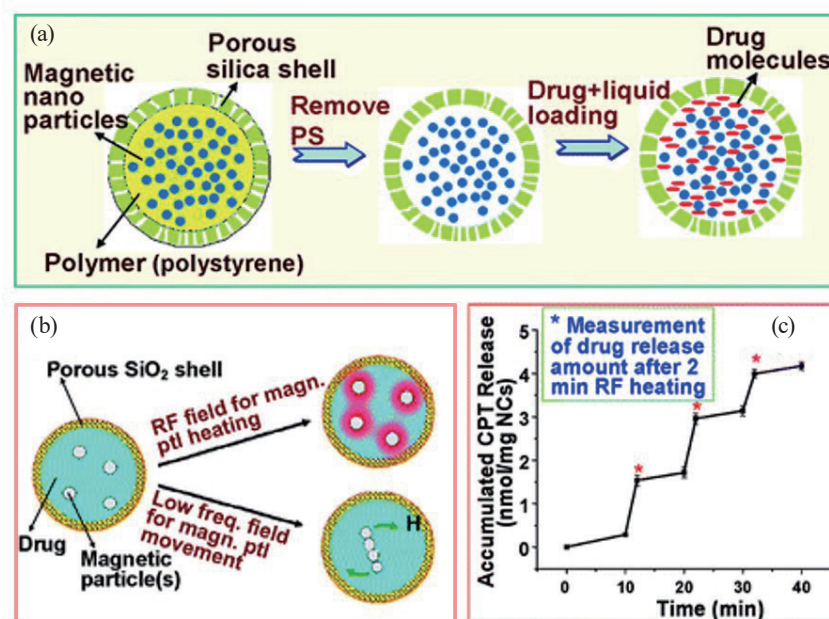 (a)
Magnetic
nano
particles
Porous
silica shell
Polymer (polystyrene)
Remove
PS
Drug+liquid
loading
Drug
molecules
(b)
Porous SiO₂ shell
Drug
Magnetic
particle(s)
RF field for magn.
ptl heating
Low freq. field
for magn. ptl
movement
H
(c)
* Measurement
of drug release
amount after 2
min RF heating
Accumulated CPT Release
(nmol/mg NCs)
5
4
3
2
1
0
*
*
*
0 10 20 30 40
Time (min)